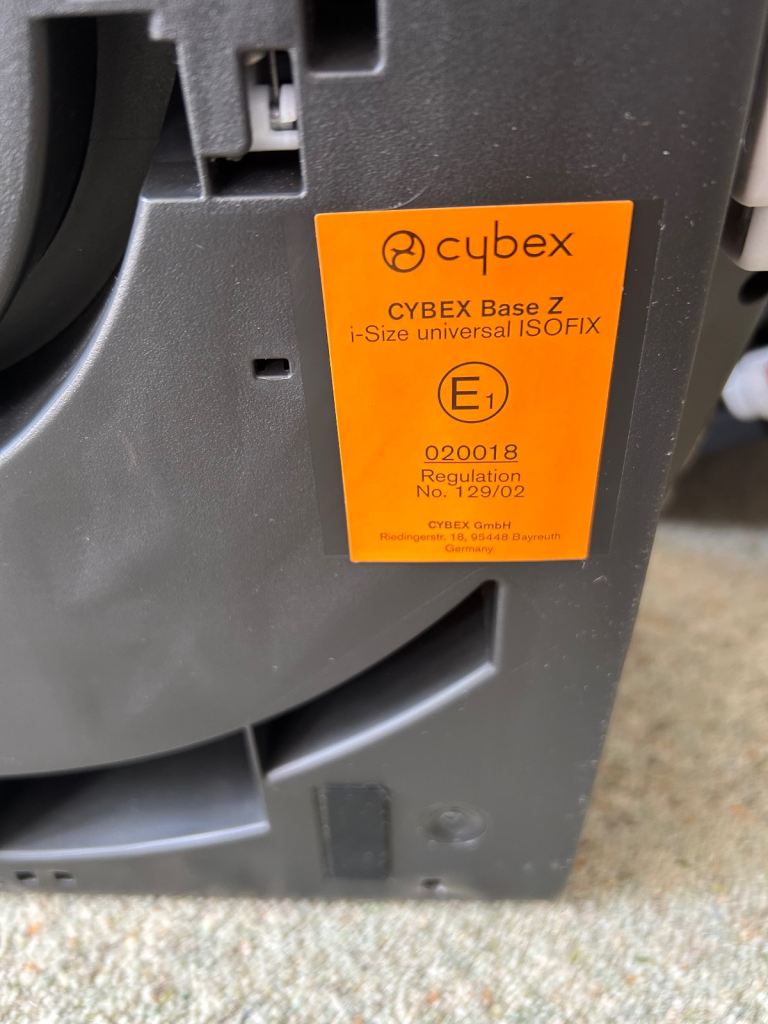 cybex
CYBEX Base Z
i-Size universal ISOFIX
E1
020018
Regulation
No. 129/02
CYBEX GmbH
Riedingerstr. 18, 95448 Bayreuth
Germany